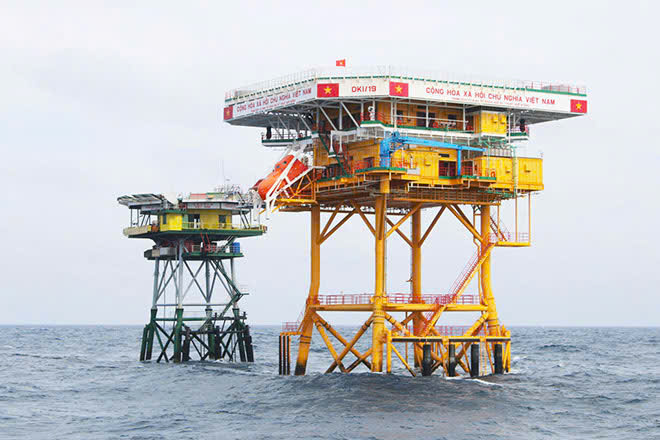 CỘNG HÒA XÃ HỘI CHỦ NGHĨA VIỆT NAM
DKI/19
CỘNG HÒA XÃ HỘI CHỦ NGHĨA VIỆT NAM